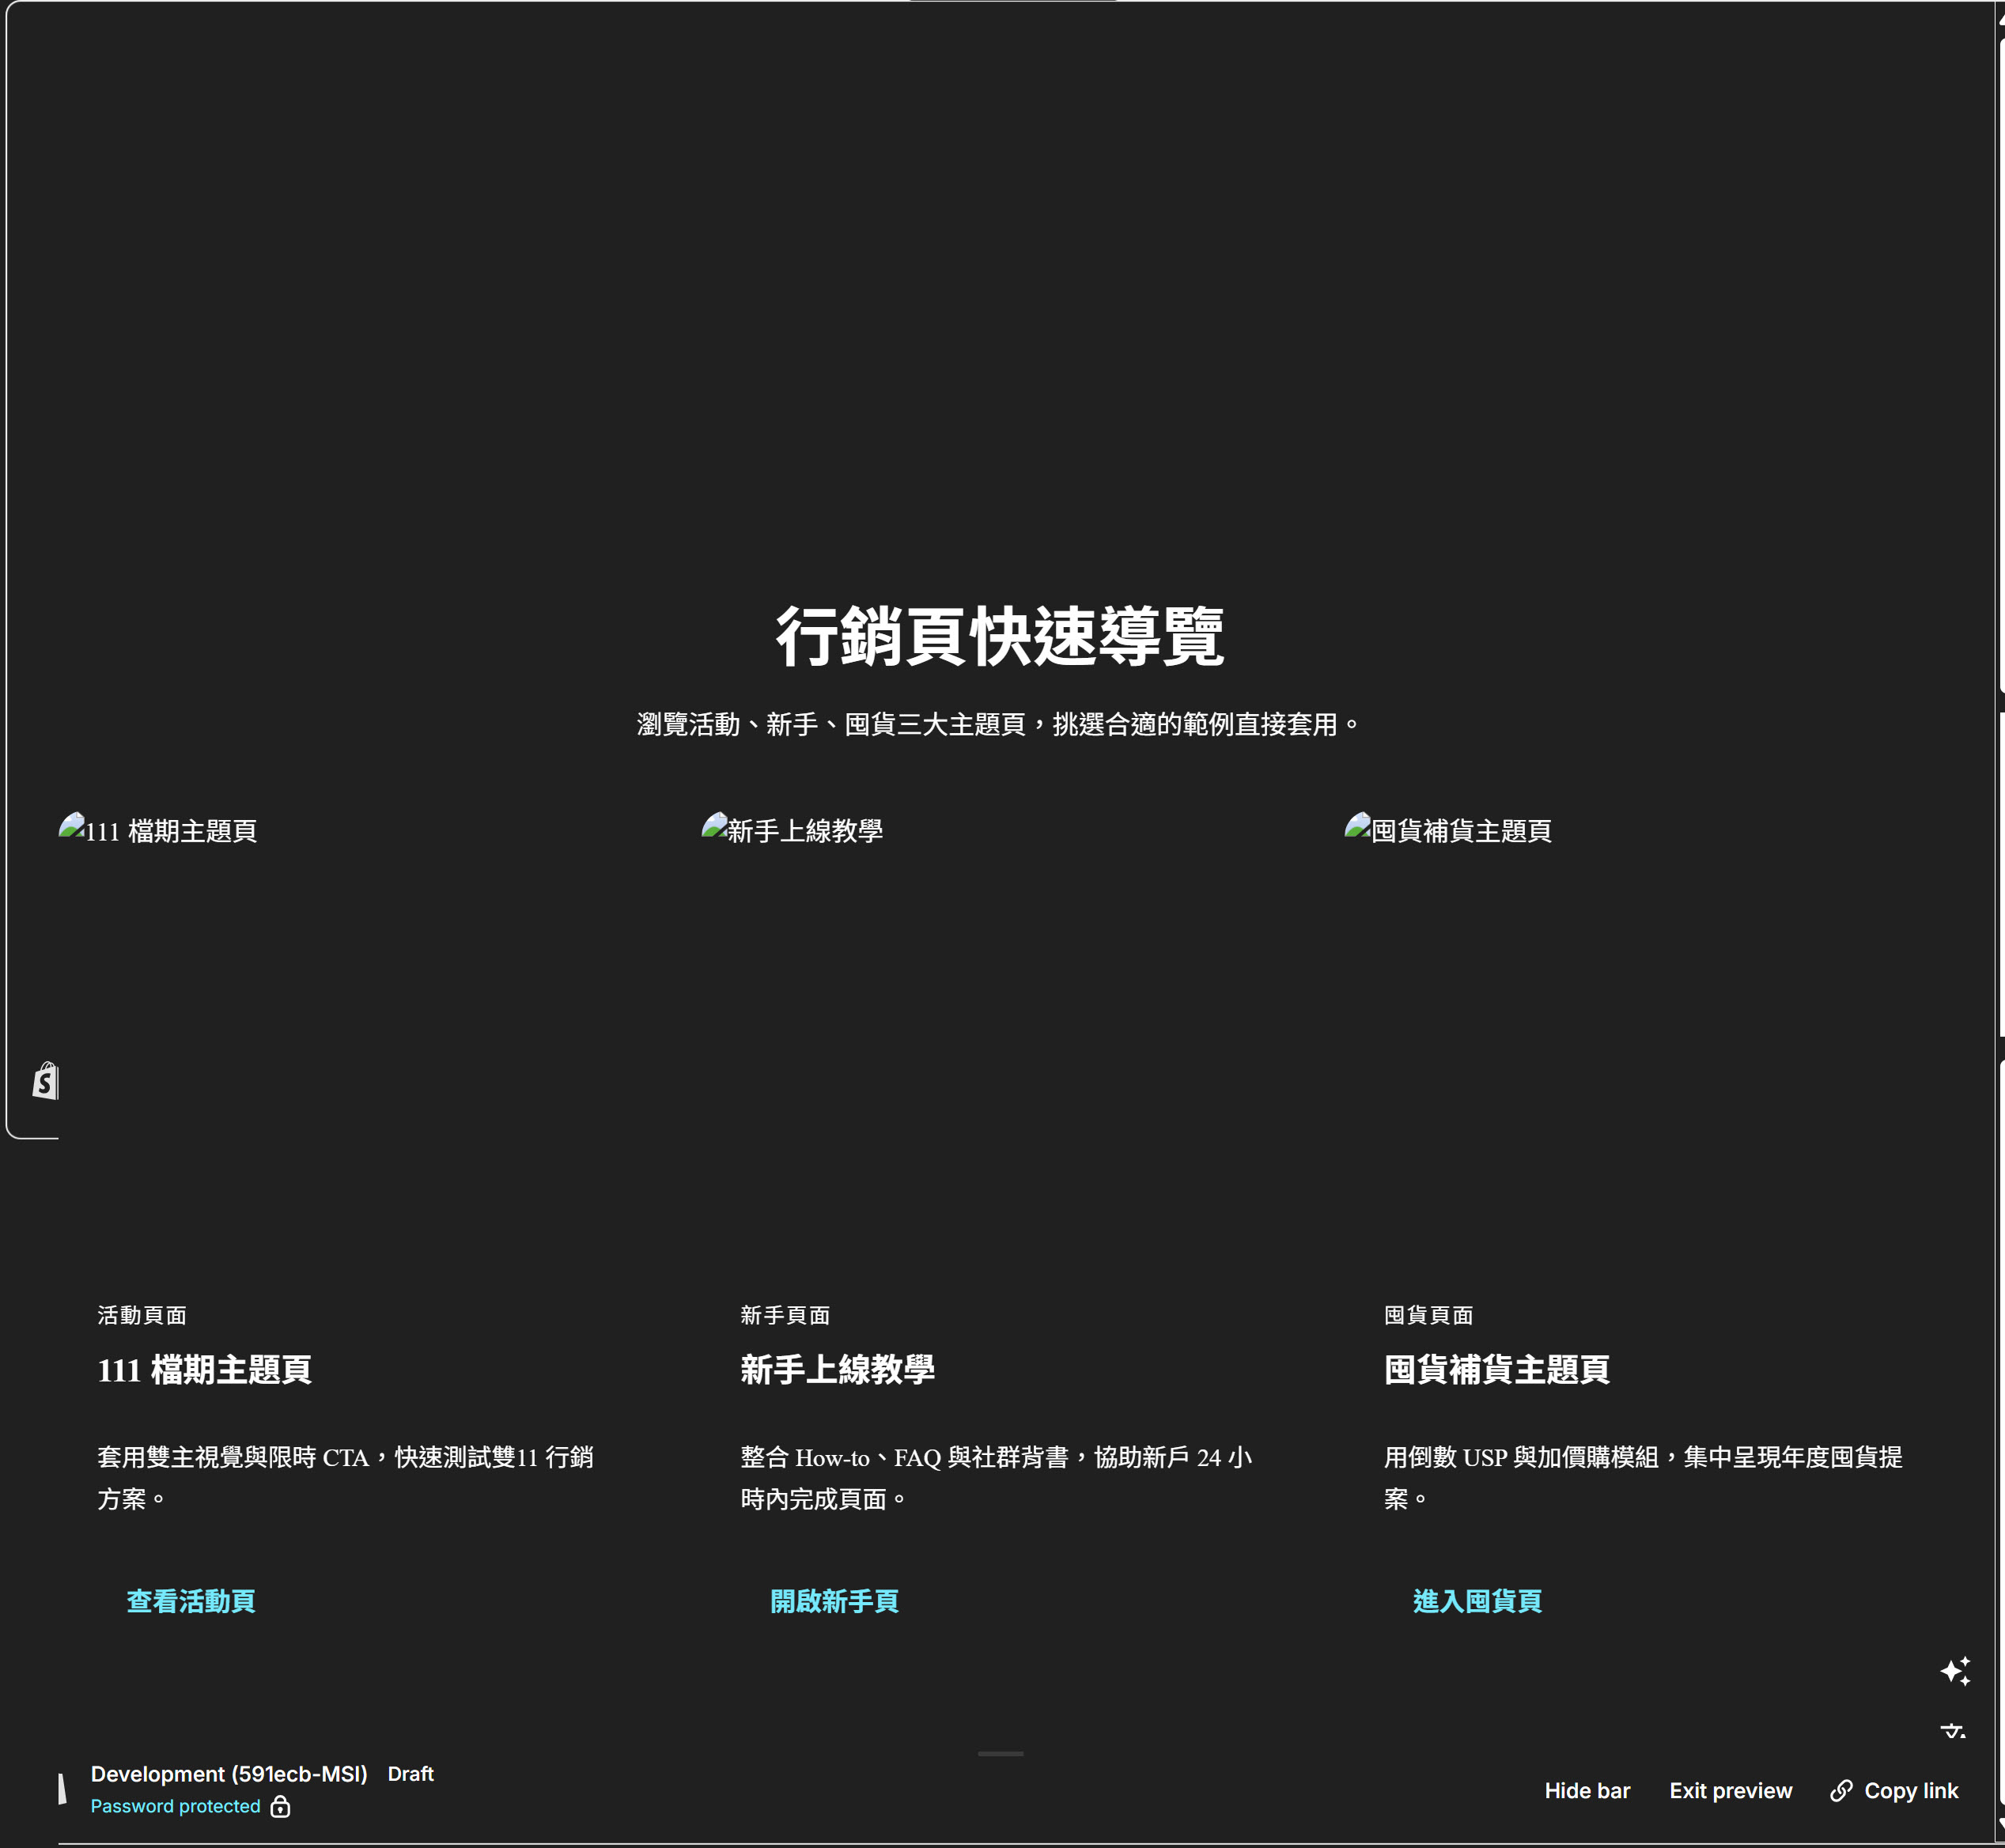 行銷頁快速導覽
瀏覽活動、新手、囤貨三大主題頁，挑選合適的範例直接套用。
111 檔期主題頁
新手上線教學
囤貨補貨主題頁
活動頁面
111 檔期主題頁
套用雙主視覺與限時 CTA，快速測試雙11 行銷
方案。
查看活動頁
新手頁面
新手上線教學
整合 How-to、FAQ 與社群背書，協助新戶 24 小
時內完成頁面。
開啟新手頁
囤貨頁面
囤貨補貨主題頁
用倒數 USP 與加價購模組，集中呈現年度囤貨提
案。
進入囤貨頁
Development (591ecb-MSI) Draft
Password protected
Hide bar Exit preview Copy link